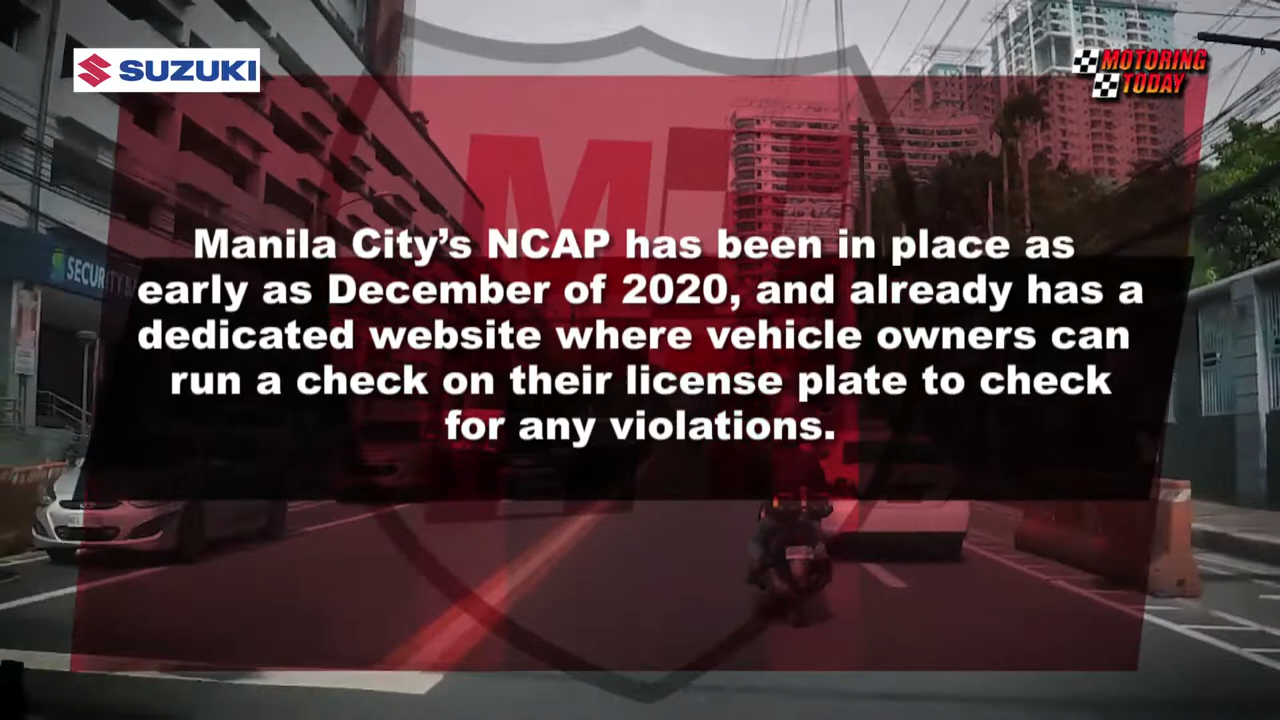 SUZUKI
MOTORING
TODAY
MT
SECURITY
Manila City’s NCAP has been in place as
early as December of 2020, and already has a
dedicated website where vehicle owners can
run a check on their license plate to check
for any violations.